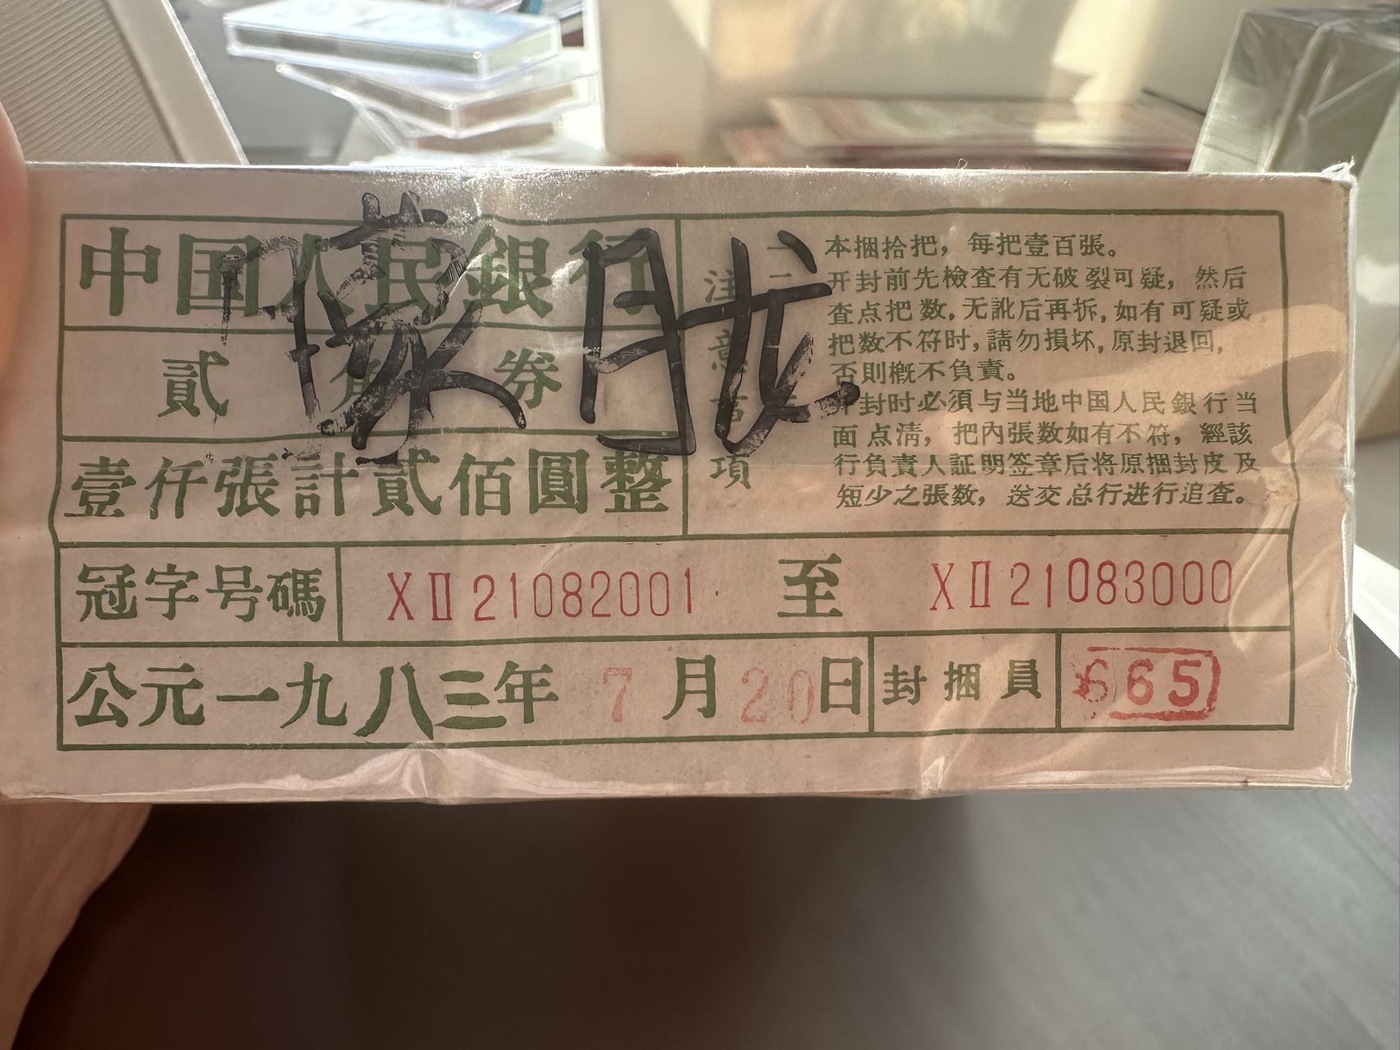 中国人民銀行
貳角券
壹仟張計貳佰圓整
注意事項
一
二
本捆拾把，每把壹百張。
开封前先檢查有无破裂可疑，然后
查点把数，无訛后再拆，如有可疑或
把数不符时，請勿損坏，原封退回，
否則槪不負責。
开封时必須与当地中国人民銀行当
面点淸，把內張数如有不符，經該
行負責人証明签章后将原捆封皮及
短少之張数，送交总行进行追查。
冠字号碼
XⅡ21082001
至
XⅡ21083000
公元一九八三年7月20日
封捆員
665
月龙